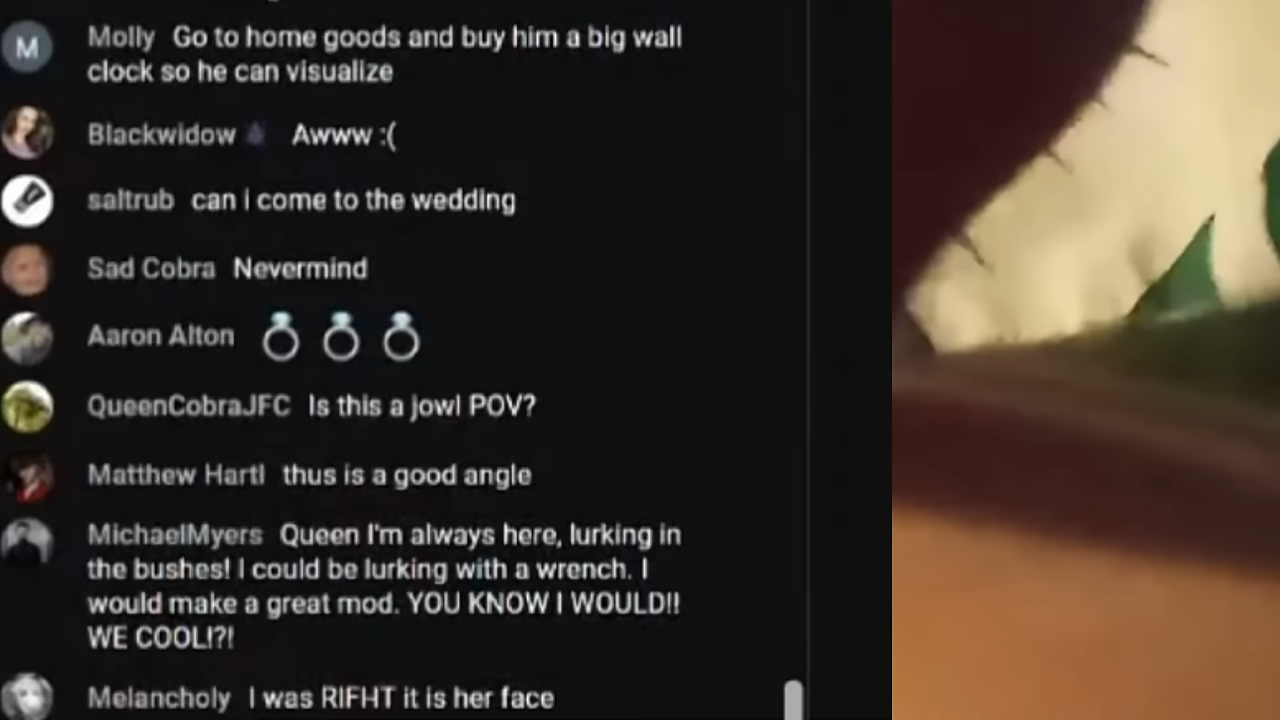 M Molly Go to home goods and buy him a big wall
clock so he can visualize
Blackwidow Awww :(
saltrub can i come to the wedding
Sad Cobra Nevermind
Aaron Alton 💍 💍 💍
QueenCobraJFC Is this a jowl POV?
Matthew Hartl thus is a good angle
MichaelMyers Queen I'm always here, lurking in
the bushes! I could be lurking with a wrench. I
would make a great mod. YOU KNOW I WOULD!!
WE COOL!?!
Melancholy I was RIFHT it is her face